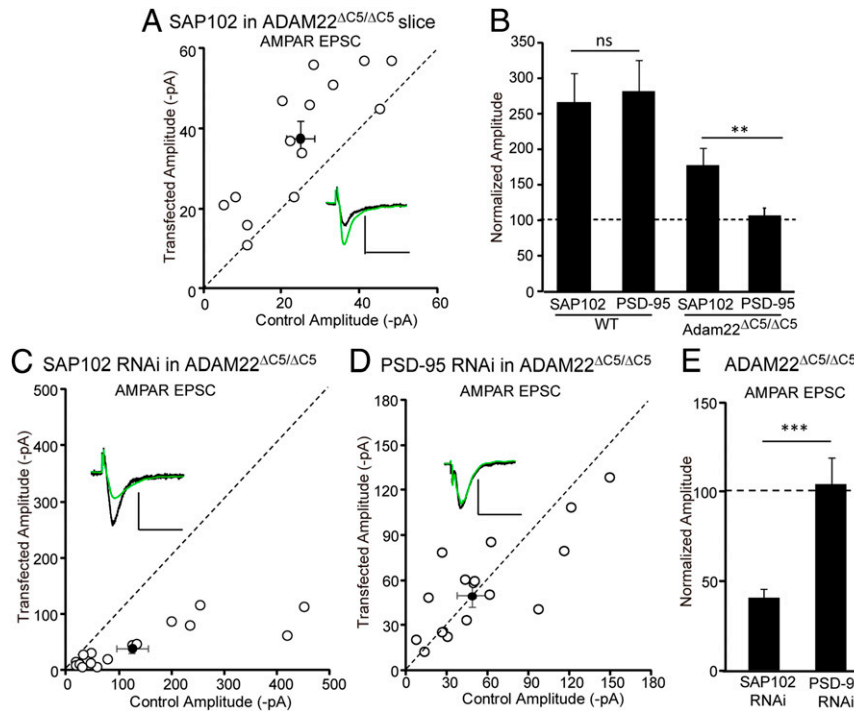 A SAP102 in ADAM22ΔC5/ΔC5 slice
AMPAR EPSC
Transfected Amplitude (-pA)
60
40
20
0
0 20 40 60
Control Amplitude (-pA)
B
Normalized Amplitude
350
300
250
200
150
100
50
0
ns
**
SAP102 PSD-95 SAP102 PSD-95
WT Adam22ΔC5/ΔC5
C SAP102 RNAi in ADAM22ΔC5/ΔC5
AMPAR EPSC
Transfected Amplitude (-pA)
500
400
300
200
100
0
0 100 200 300 400 500
Control Amplitude (-pA)
D PSD-95 RNAi in ADAM22ΔC5/ΔC5
AMPAR EPSC
Transfected Amplitude (-pA)
180
150
120
90
60
30
0
0 30 60 90 120 150 180
Control Amplitude (-pA)
E ADAM22ΔC5/ΔC5
AMPAR EPSC
Normalized Amplitude
150
100
50
0
***
SAP102 PSD-9
RNAi RNAi